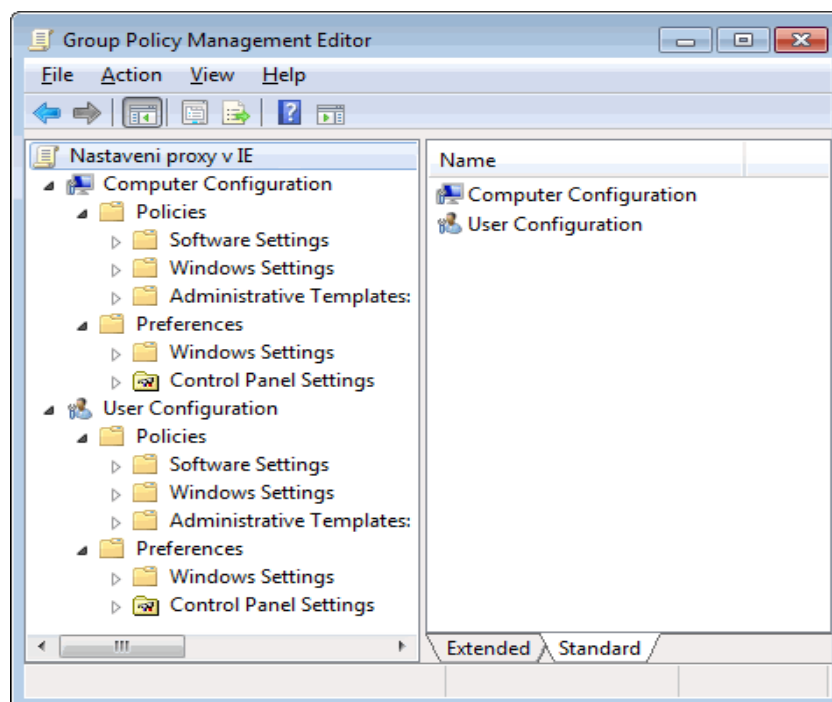 Group Policy Management Editor
File Action View Help
Nastaveni proxy v IE
Computer Configuration
Policies
Software Settings
Windows Settings
Administrative Templates:
Preferences
Windows Settings
Control Panel Settings
User Configuration
Policies
Software Settings
Windows Settings
Administrative Templates:
Preferences
Windows Settings
Control Panel Settings
Name
Computer Configuration
User Configuration
Extended Standard